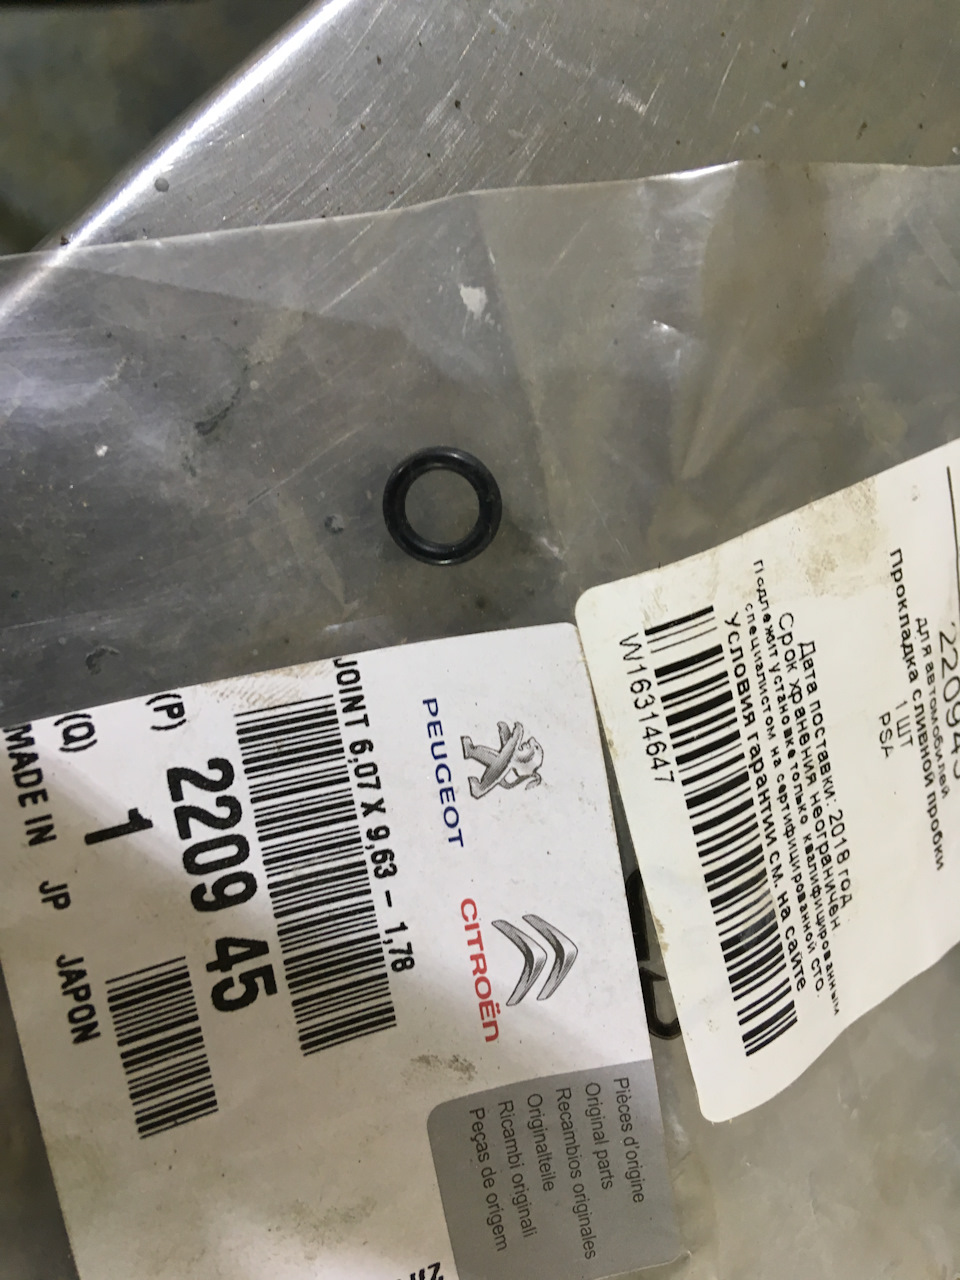 PEUGEOT
CITROËN
JOINT 6,07 X 9,63 – 1,78
(P) 2209 45
(Q) 1
MADE IN JP JAPON
Pièces d'origine
Original parts
Recambios originales
Originalteile
Ricambi originali
Peças de origem
220945
для автомобилей
Прокладка сливной пробки
1 ШТ
PSA
Дата поставки: 2018 год
Срок хранения неограничен
Подлежит установке только квалифицированным
специалистом на сертифицированной СТО.
Условия гарантии см. на сайте
W16314647